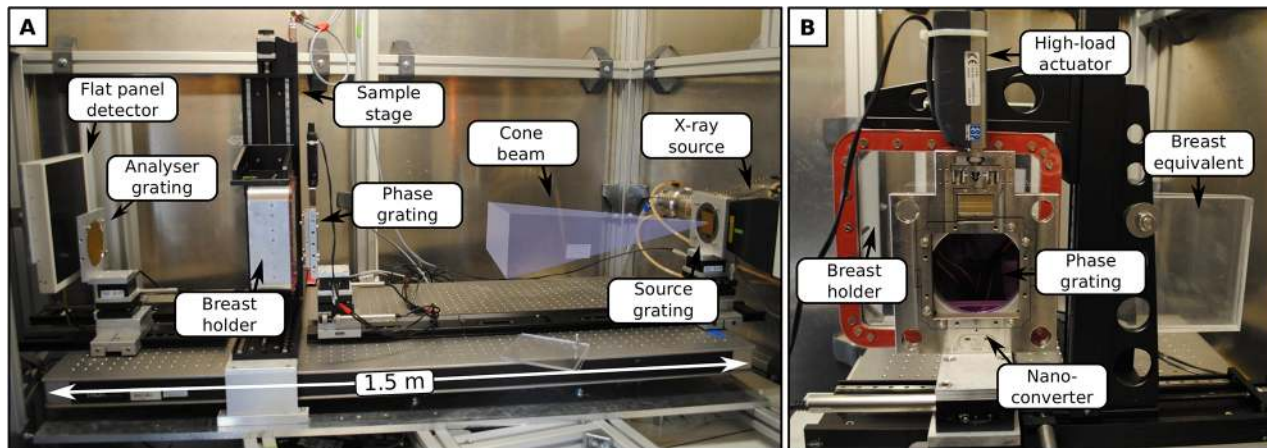 A
Flat panel
detector
Analyser
grating
Sample
stage
Cone
beam
X-ray
source
Phase
grating
Breast
holder
Source
grating
1.5 m
B
High-load
actuator
Breast
equivalent
Breast
holder
Phase
grating
Nano-
converter